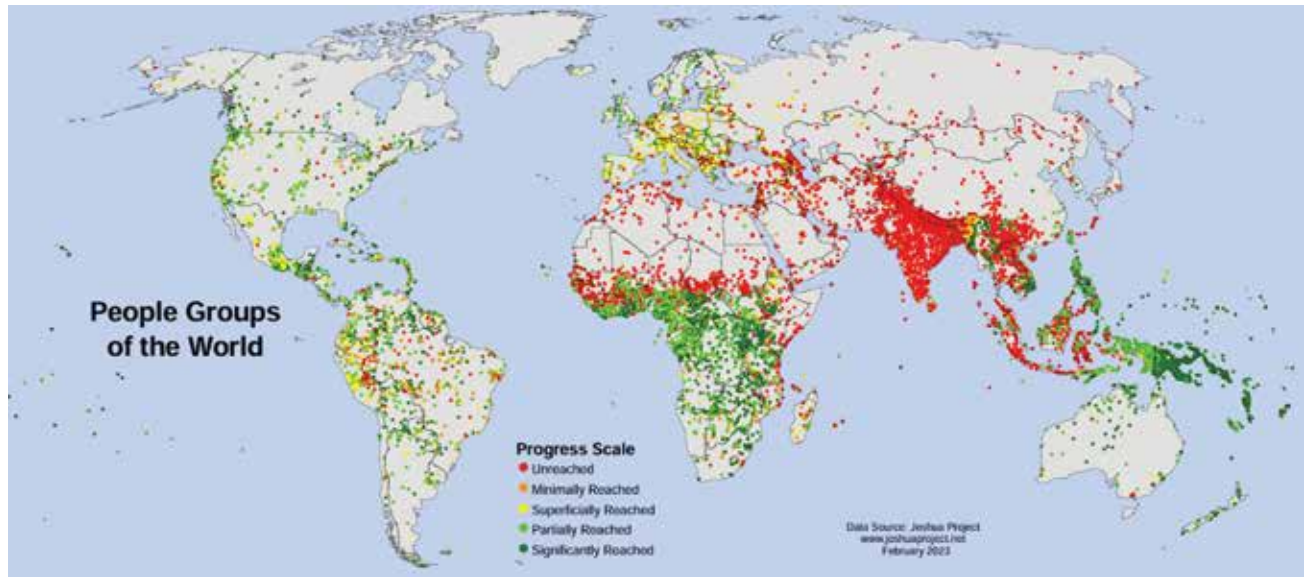 People Groups
of the World
Progress Scale
Unreached
Minimally Reached
Superficially Reached
Partially Reached
Significantly Reached
Data Source: Joshua Project
www.joshuaproject.net
February 2023